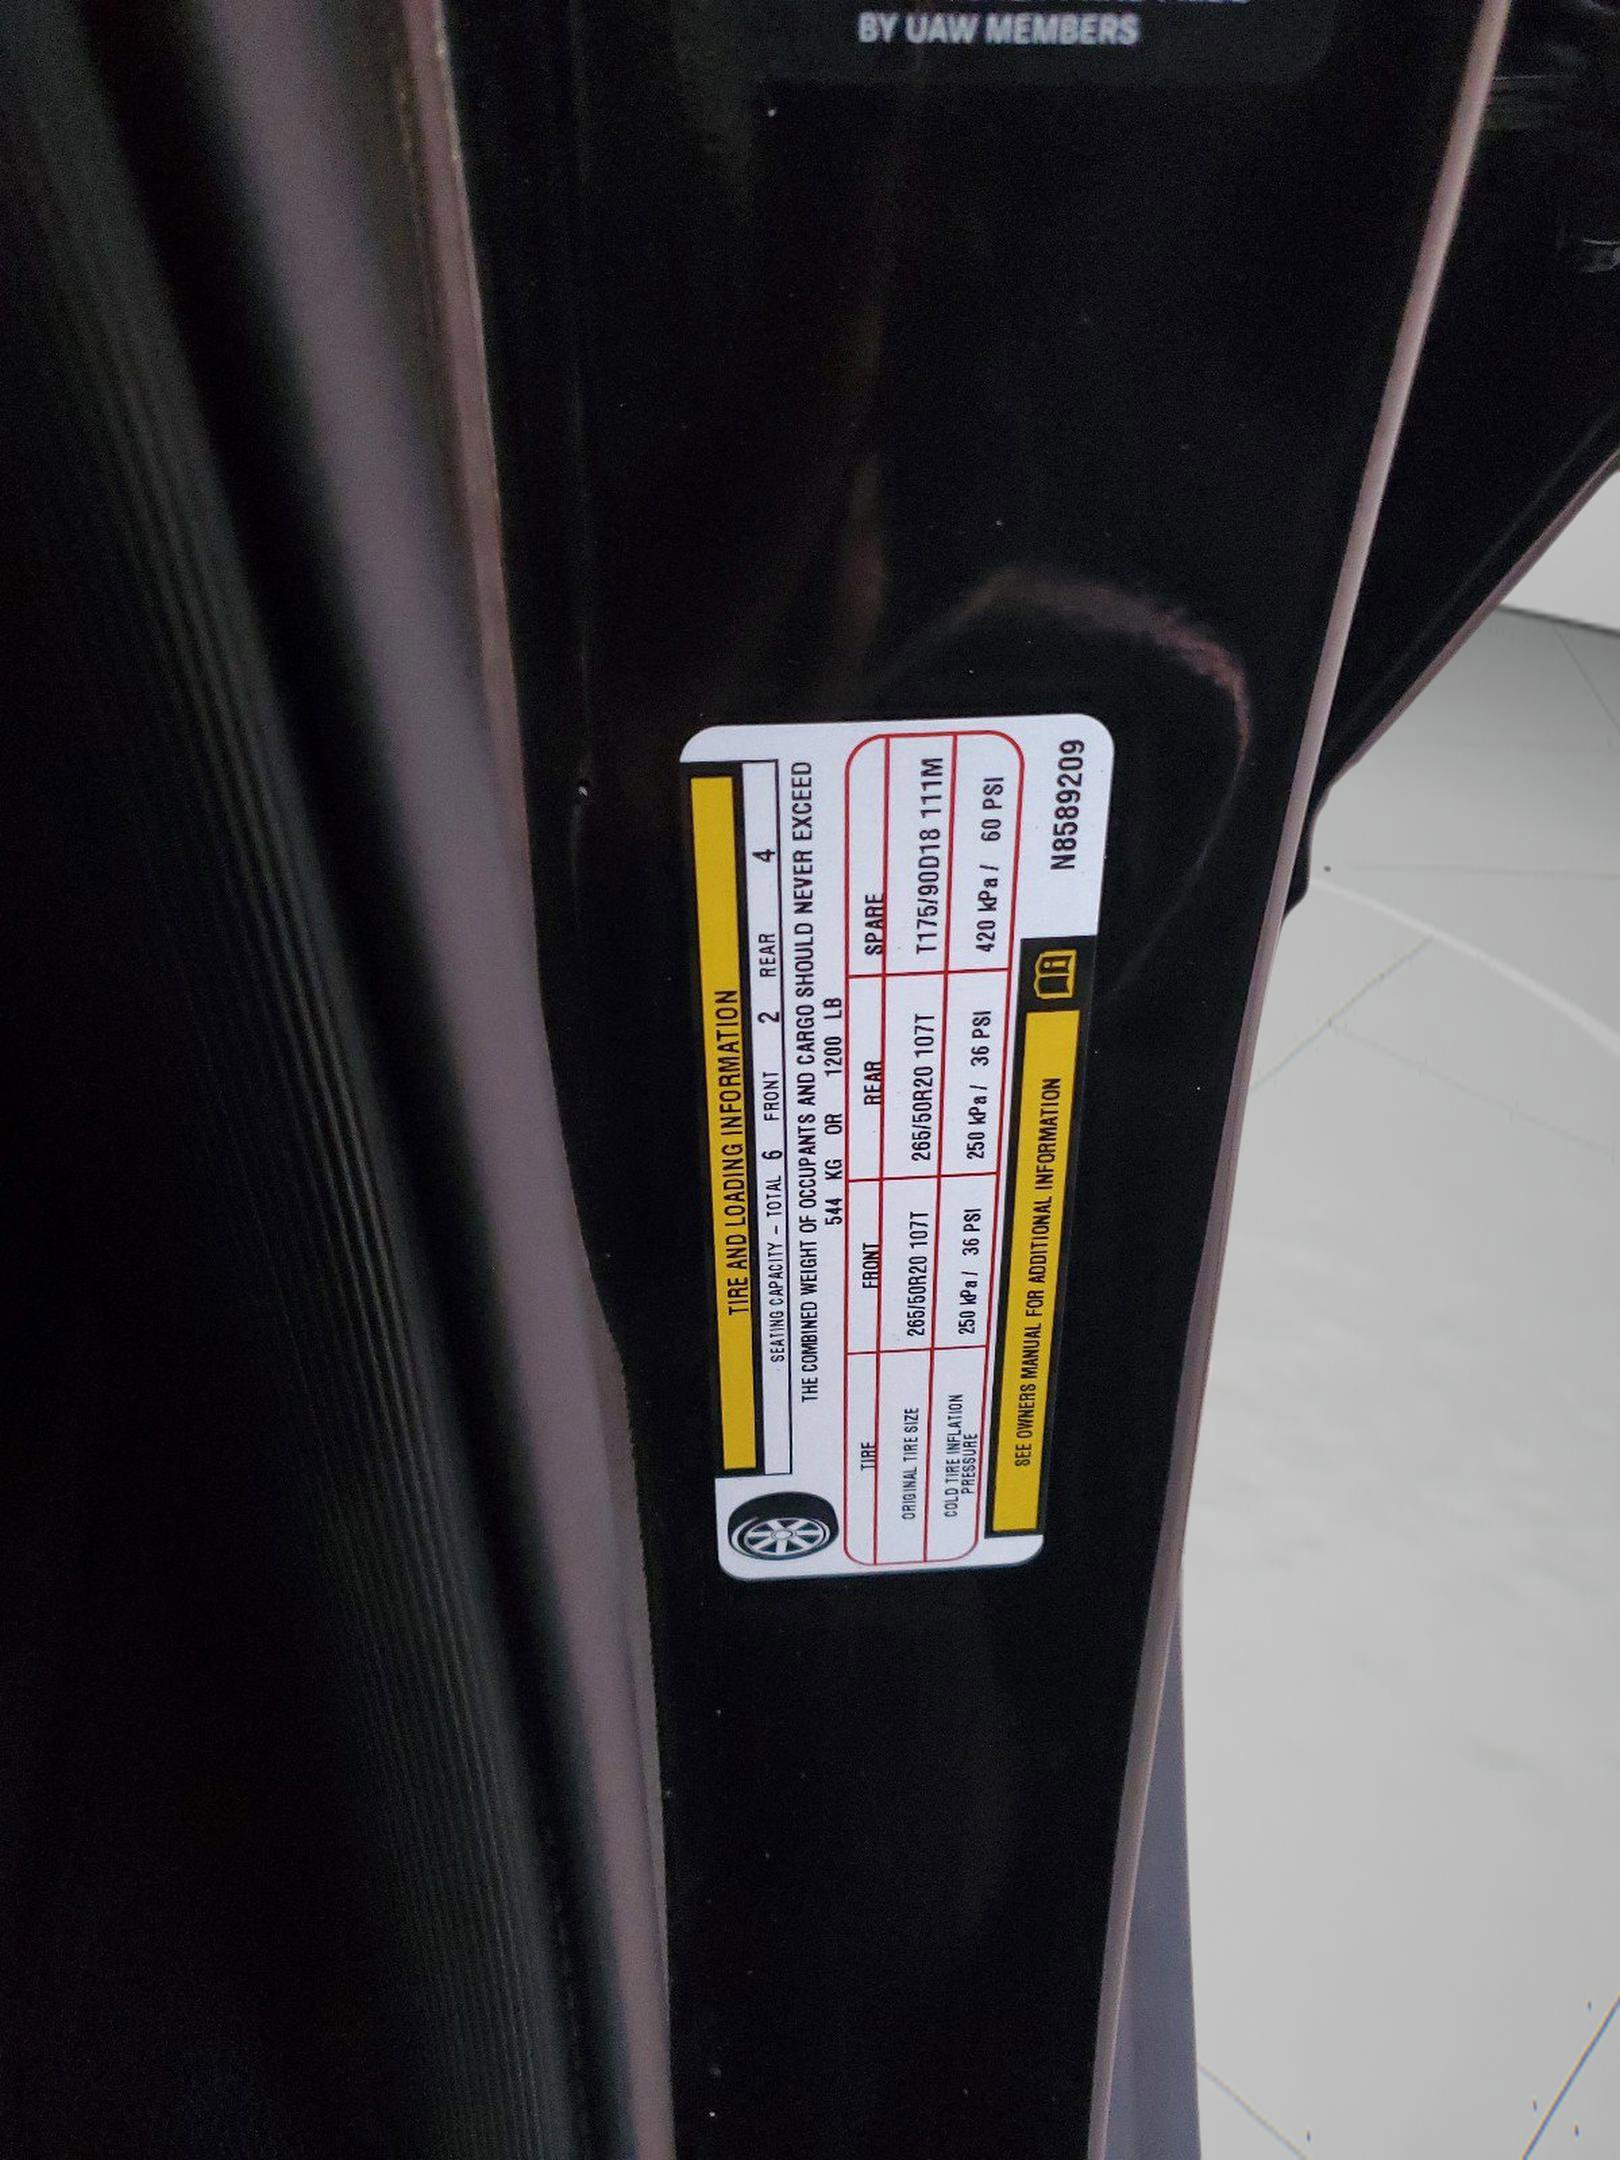 BY UAW MEMBERS
TIRE AND LOADING INFORMATION
SEATING CAPACITY – TOTAL 6 FRONT 2 REAR 4
THE COMBINED WEIGHT OF OCCUPANTS AND CARGO SHOULD NEVER EXCEED
544 KG OR 1200 LB
TIRE FRONT REAR SPARE
ORIGINAL TIRE SIZE 265/50R20 107T 265/50R20 107T T175/90D18 111M
COLD TIRE INFLATION
PRESSURE 250 kPa / 36 PSI 250 kPa / 36 PSI 420 kPa / 60 PSI
SEE OWNERS MANUAL FOR ADDITIONAL INFORMATION
N8589209